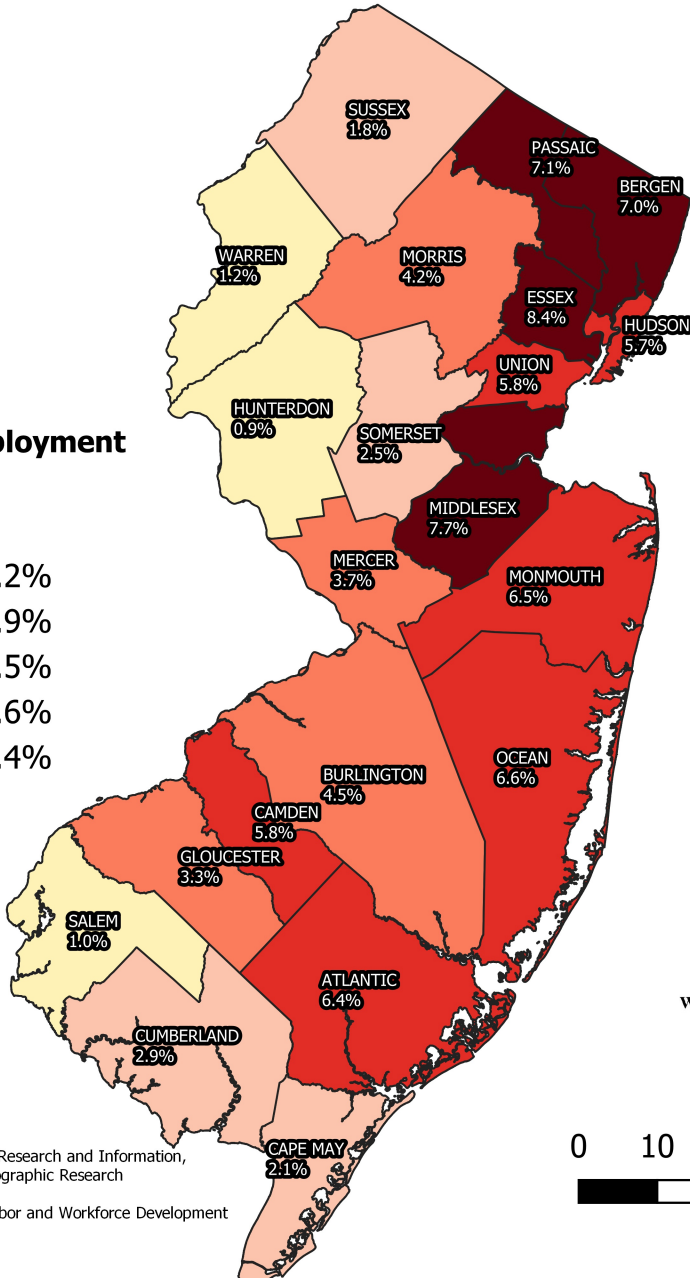 SUSSEX
1.8%
PASSAIC
7.1%
BERGEN
7.0%
WARREN
1.2%
MORRIS
4.2%
ESSEX
8.4%
HUDSON
5.7%
UNION
5.8%
HUNTERDON
0.9%
SOMERSET
2.5%
ployment
MIDDLESEX
7.7%
MERCER
3.7%
MONMOUTH
6.5%
.2%
.9%
.5%
.6%
.4%
OCEAN
6.6%
BURLINGTON
4.5%
CAMDEN
5.8%
GLOUCESTER
3.3%
SALEM
1.0%
ATLANTIC
6.4%
W
CUMBERLAND
2.9%
CAPE MAY
2.1%
0 10
Research and Information,
ographic Research
bor and Workforce Development